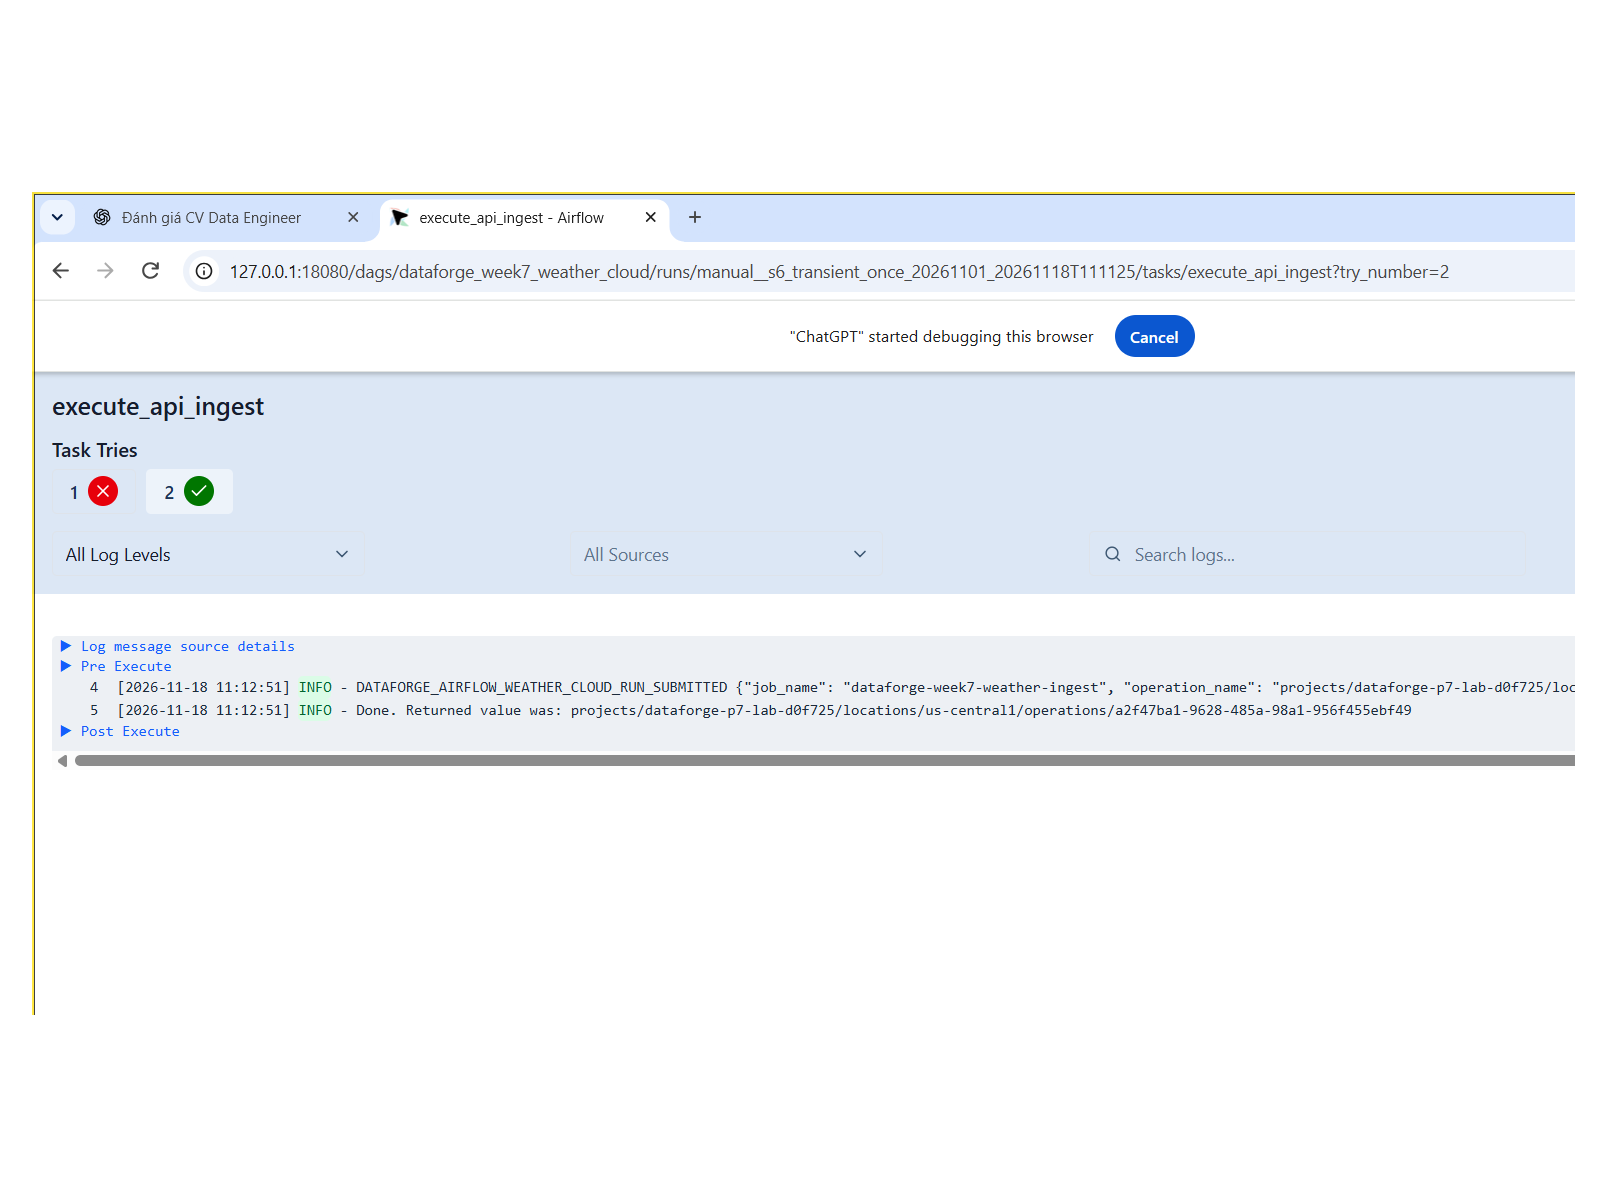 Đánh giá CV Data Engineer
execute_api_ingest - Airflow
127.0.0.1:18080/dags/dataforge_week7_weather_cloud/runs/manual__s6_transient_once_20261101_20261118T111125/tasks/execute_api_ingest?try_number=2
"ChatGPT" started debugging this browser
Cancel
execute_api_ingest
Task Tries
1
2
All Log Levels
All Sources
Search logs...
Log message source details
Pre Execute
4 [2026-11-18 11:12:51] INFO - DATAFORGE_AIRFLOW_WEATHER_CLOUD_RUN_SUBMITTED {"job_name": "dataforge-week7-weather-ingest", "operation_name": "projects/dataforge-p7-lab-d0f725/loc
5 [2026-11-18 11:12:51] INFO - Done. Returned value was: projects/dataforge-p7-lab-d0f725/locations/us-central1/operations/a2f47ba1-9628-485a-98a1-956f455ebf49
Post Execute